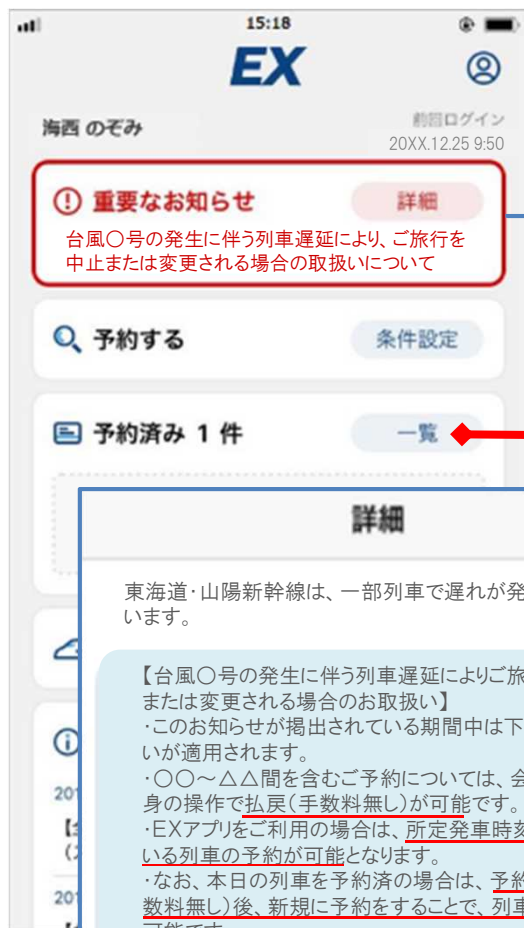 15:18
EX
海西 のぞみ
前回ログイン
20XX.12.25 9:50
重要なお知らせ
詳細
台風○号の発生に伴う列車遅延により、ご旅行を
中止または変更される場合の取扱いについて
予約する
条件設定
予約済み 1 件
一覧
詳細
東海道・山陽新幹線は、一部列車で遅れが発
います。
【台風○号の発生に伴う列車遅延によりご旅
または変更される場合のお取扱い】
・このお知らせが掲出されている期間中は下
いが適用されます。
・○○～△△間を含むご予約については、会
身の操作で払戻(手数料無し)が可能です。
・EXアプリをご利用の場合は、所定発車時刻
いる列車の予約が可能となります。
・なお、本日の列車を予約済の場合は、予約
数料無し)後、新規に予約をすることで、列車
可能です
201
201